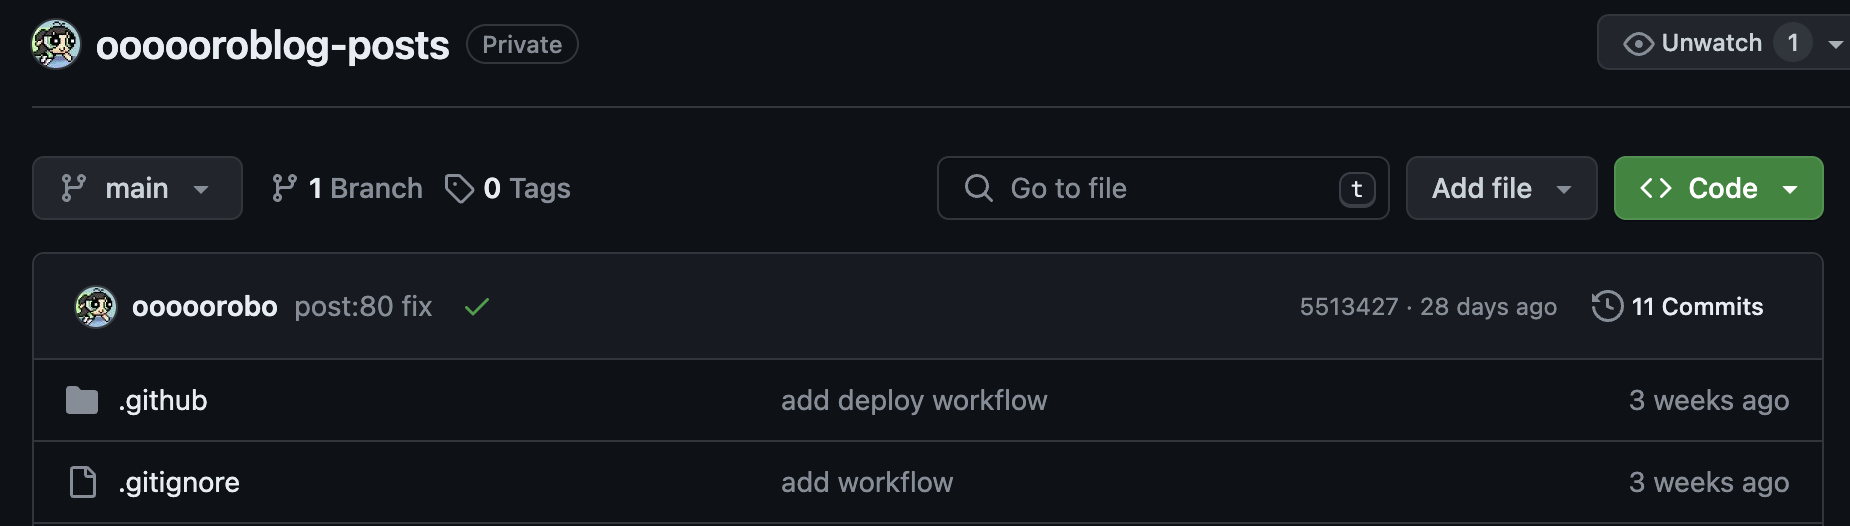 oooooroblog-posts Private Unwatch 1
main 1 Branch 0 Tags Go to file t Add file Code
ooooorobo post:80 fix 5513427 · 28 days ago 11 Commits
.github add deploy workflow 3 weeks ago
.gitignore add workflow 3 weeks ago